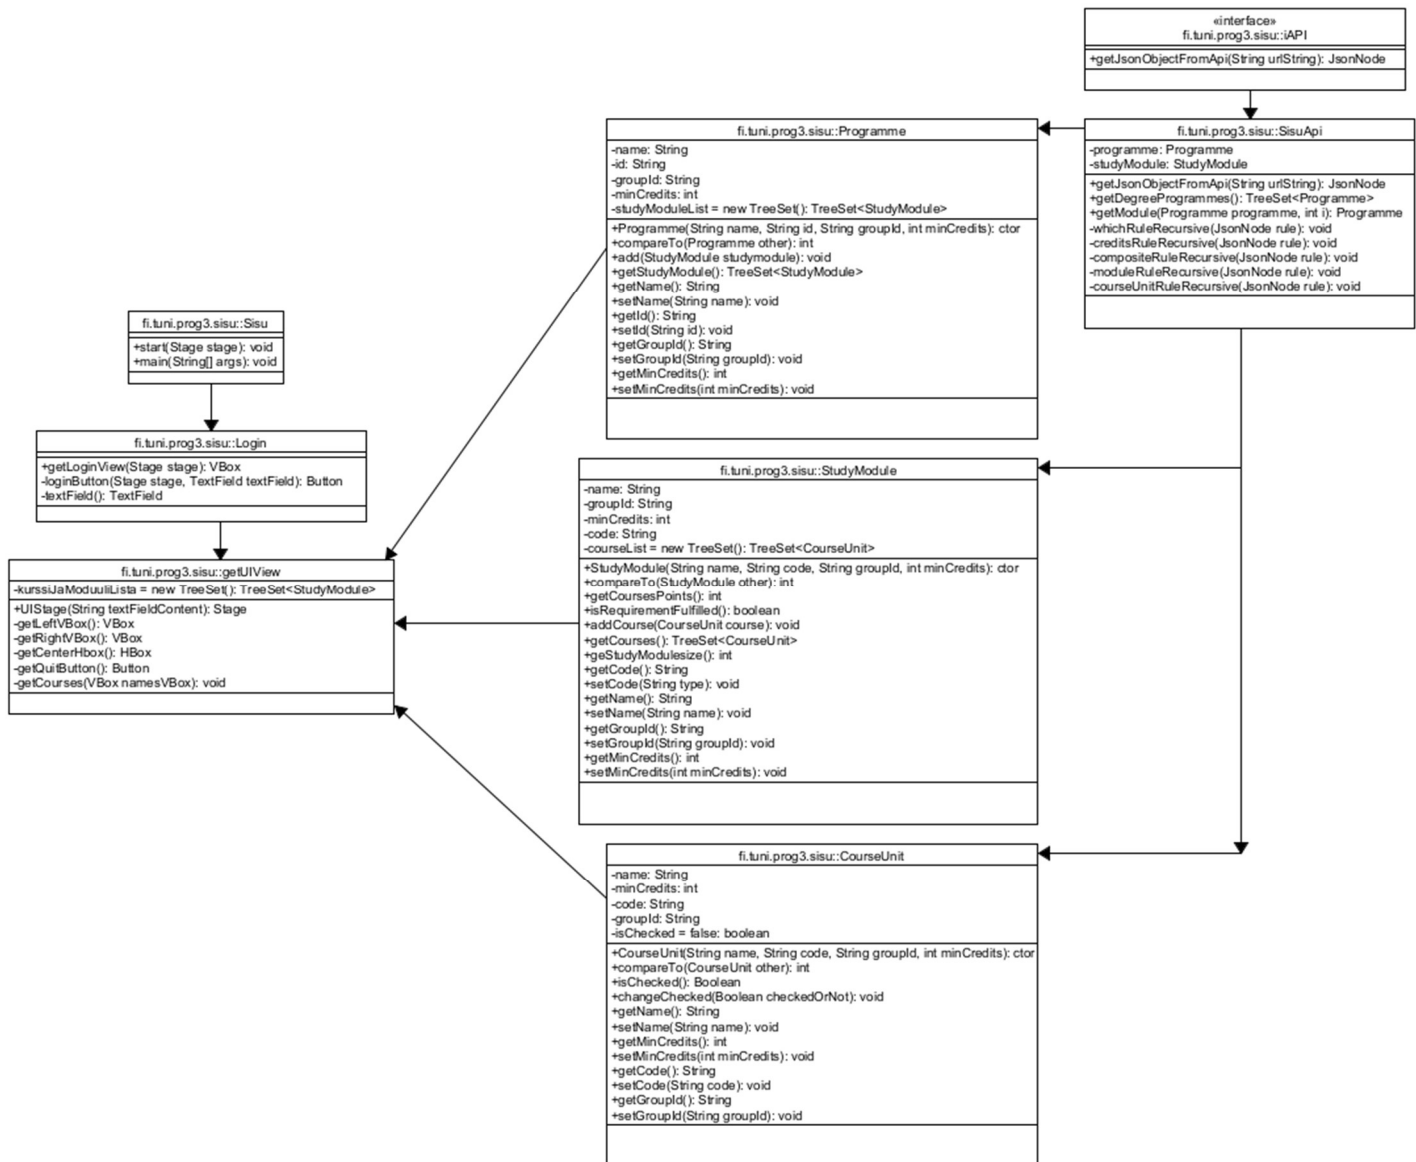 «interface»
fi.tuni.prog3.sisu::iAPI
+getJsonObjectFromApi(String urlString): JsonNode
fi.tuni.prog3.sisu::Programme
-name: String
-id: String
-groupId: String
-minCredits: int
-studyModuleList = new TreeSet(): TreeSet<StudyModule>
+Programme(String name, String id, String groupId, int minCredits): ctor
+compareTo(Programme other): int
+add(StudyModule studymodule): void
+getStudyModule(): TreeSet<StudyModule>
+getName(): String
+setName(String name): void
+getId(): String
+setId(String id): void
+getGroupId(): String
+setGroupId(String groupId): void
+getMinCredits(): int
+setMinCredits(int minCredits): void
fi.tuni.prog3.sisu::SisuApi
-programme: Programme
-studyModule: StudyModule
+getJsonObjectFromApi(String urlString): JsonNode
+getDegreeProgrammes(): TreeSet<Programme>
+getModule(Programme programme, int i): Programme
-whichRuleRecursive(JsonNode rule): void
-creditsRuleRecursive(JsonNode rule): void
-compositeRuleRecursive(JsonNode rule): void
-moduleRuleRecursive(JsonNode rule): void
-courseUnitRuleRecursive(JsonNode rule): void
fi.tuni.prog3.sisu::Sisu
+start(Stage stage): void
+main(String[] args): void
fi.tuni.prog3.sisu::Login
+getLoginView(Stage stage): VBox
-loginButton(Stage stage, TextField textField): Button
-textField(): TextField
fi.tuni.prog3.sisu::getUIView
-kurssiJaModuuliLista = new TreeSet(): TreeSet<StudyModule>
+UIStage(String textFieldContent): Stage
-getLeftVBox(): VBox
-getRightVBox(): VBox
-getCenterHbox(): HBox
-getQuitButton(): Button
-getCourses(VBox namesVBox): void
fi.tuni.prog3.sisu::StudyModule
-name: String
-groupId: String
-minCredits: int
-code: String
-courseList = new TreeSet(): TreeSet<CourseUnit>
+StudyModule(String name, String code, String groupId, int minCredits): ctor
+compareTo(StudyModule other): int
+getCoursesPoints(): int
+isRequirementFulfilled(): boolean
+addCourse(CourseUnit course): void
+getCourses(): TreeSet<CourseUnit>
+geStudyModulesize(): int
+getCode(): String
+setCode(String type): void
+getName(): String
+setName(String name): void
+getGroupId(): String
+setGroupId(String groupId): void
+getMinCredits(): int
+setMinCredits(int minCredits): void
fi.tuni.prog3.sisu::CourseUnit
-name: String
-minCredits: int
-code: String
-groupId: String
-isChecked = false: boolean
+CourseUnit(String name, String code, String groupId, int minCredits): ctor
+compareTo(CourseUnit other): int
+isChecked(): Boolean
+changeChecked(Boolean checkedOrNot): void
+getName(): String
+setName(String name): void
+getMinCredits(): int
+setMinCredits(int minCredits): void
+getCode(): String
+setCode(String code): void
+getGroupId(): String
+setGroupId(String groupId): void